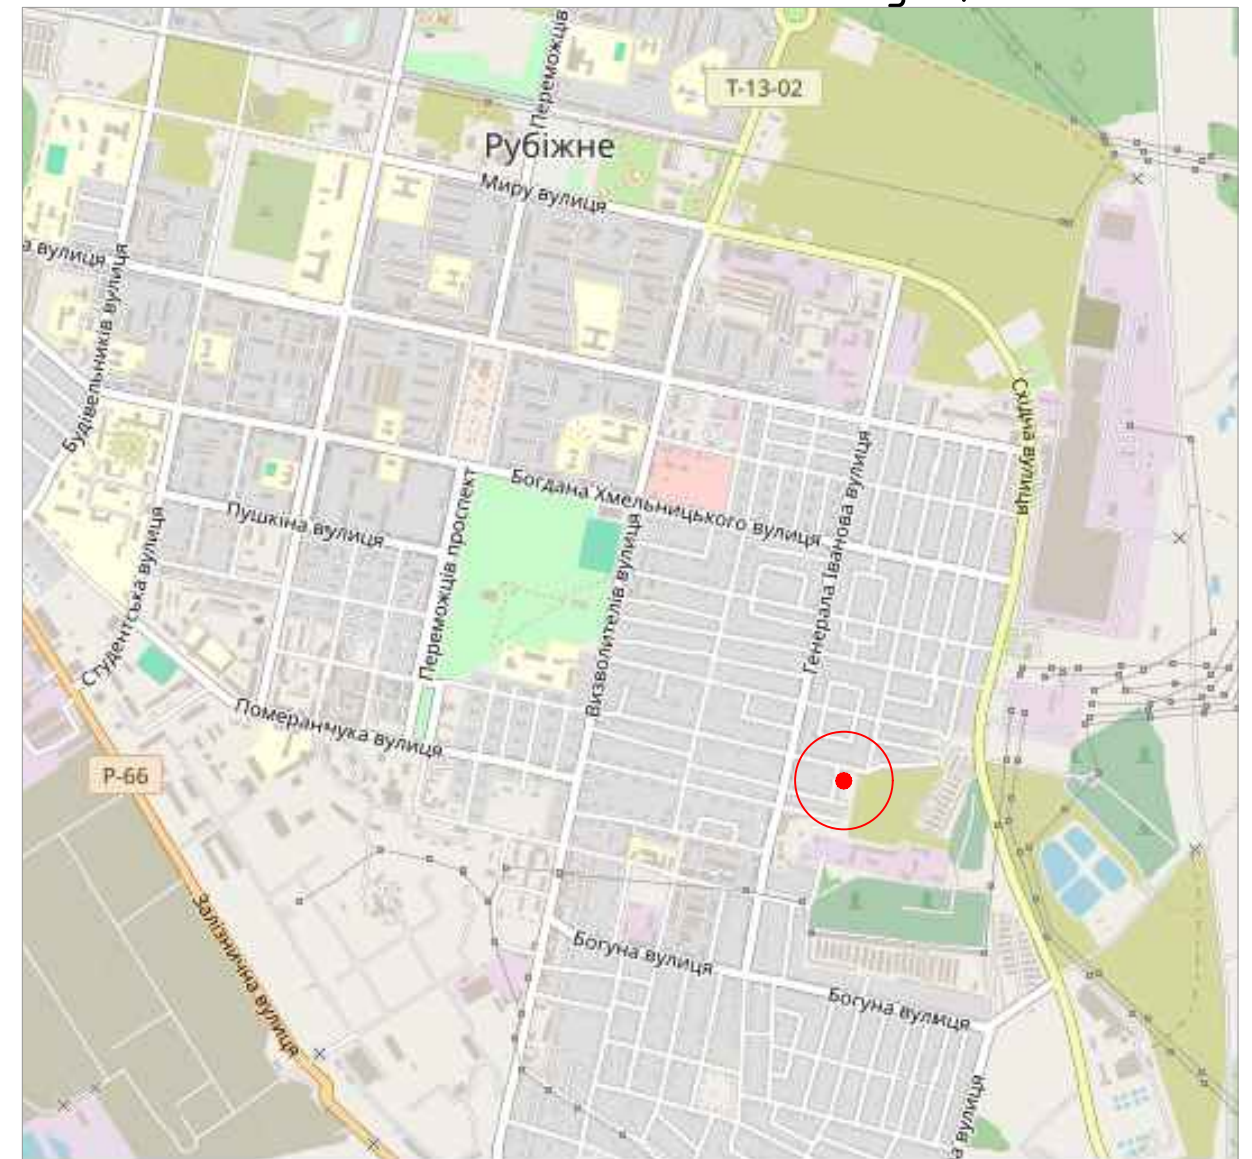 Переможців
Т-13-02
Рубіжне
Миру вулиця
а вулиця
Будівельників вулиця
Східна вулиця
Богдана Хмельницького вулиця
Генерала Іванова вулиця
Пушкіна вулиця
Переможців проспект
Студентська вулиця
Визволителів вулиця
Померанчука вулиця
Р-66
Залізнична вулиця
Богуна вулиця
Богуна вулиця
а вулиця